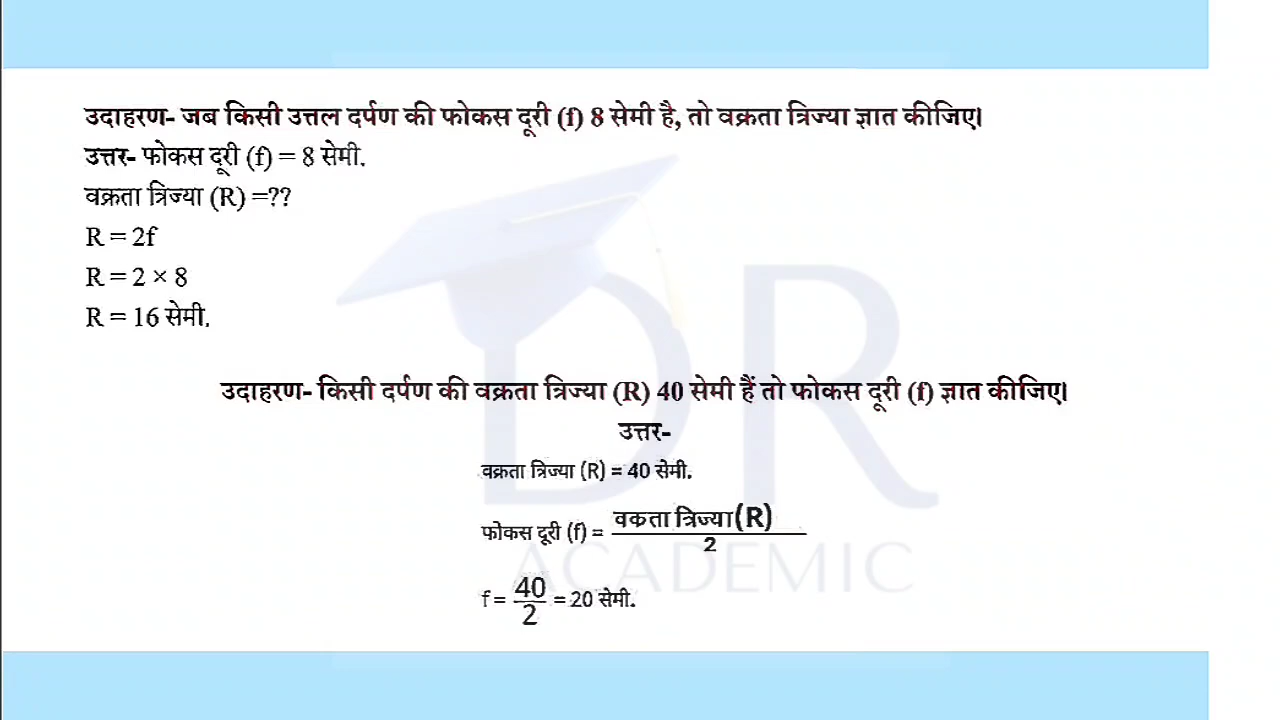 उदाहरण- जब किसी उत्तल दर्पण की फोकस दूरी (f) 8 सेमी है, तो वक्रता त्रिज्या ज्ञात कीजिए।
उत्तर- फोकस दूरी (f) = 8 सेमी.
वक्रता त्रिज्या (R) =??
R = 2f
R = 2 × 8
R = 16 सेमी.
उदाहरण- किसी दर्पण की वक्रता त्रिज्या (R) 40 सेमी हैं तो फोकस दूरी (f) ज्ञात कीजिए।
उत्तर-
वक्रता त्रिज्या (R) = 40 सेमी.
फोकस दूरी (f) = वकता त्रिज्या(R)
2
f = 40/2 = 20 सेमी.
DR
ACADEMIC